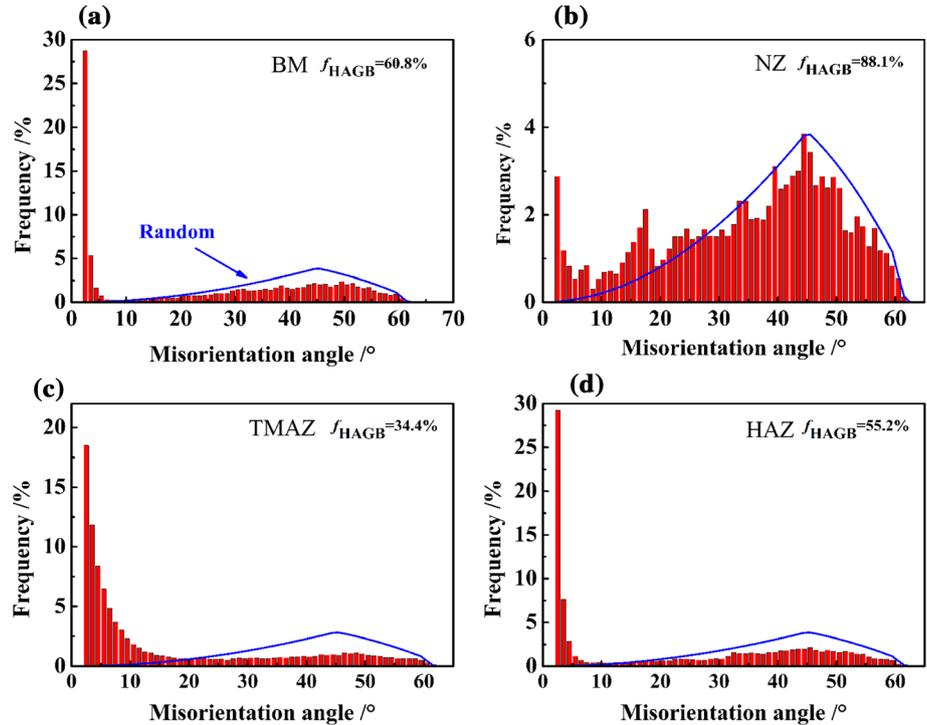 (a)
BM fHAGB=60.8%
Frequency /%
30
25
20
15
10
5
0
Random
0 10 20 30 40 50 60 70
Misorientation angle /°
(b)
NZ fHAGB=88.1%
Frequency /%
6
4
2
0
0 10 20 30 40 50 60
Misorientation angle /°
(c)
TMAZ fHAGB=34.4%
Frequency /%
20
15
10
5
0
0 10 20 30 40 50 60
Misorientation angle /°
(d)
HAZ fHAGB=55.2%
Frequency /%
30
25
20
15
10
5
0
0 10 20 30 40 50 60
Misorientation angle /°